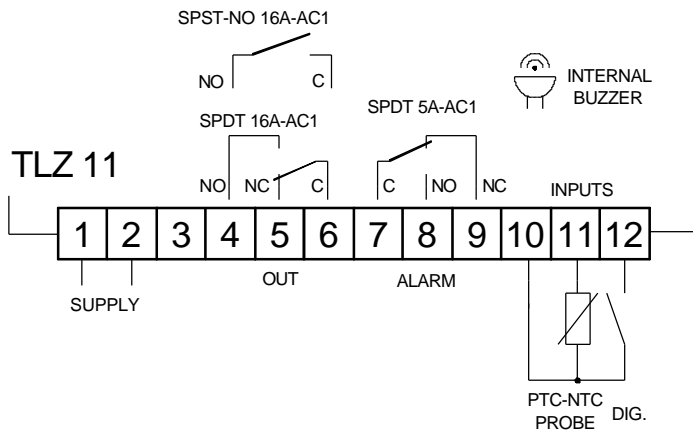 SPST-NO 16A-AC1
NO C
INTERNAL
BUZZER
SPDT 16A-AC1 SPDT 5A-AC1
TLZ 11
NO NC C C NO NC INPUTS
1 2 3 4 5 6 7 8 9 10 11 12
SUPPLY OUT ALARM
PTC-NTC
PROBE DIG.